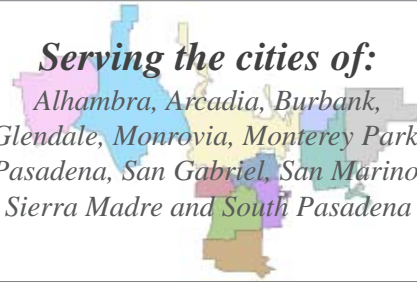 Serving the cities of:
Alhambra, Arcadia, Burbank,
Glendale, Monrovia, Monterey Park,
Pasadena, San Gabriel, San Marino,
Sierra Madre and South Pasadena